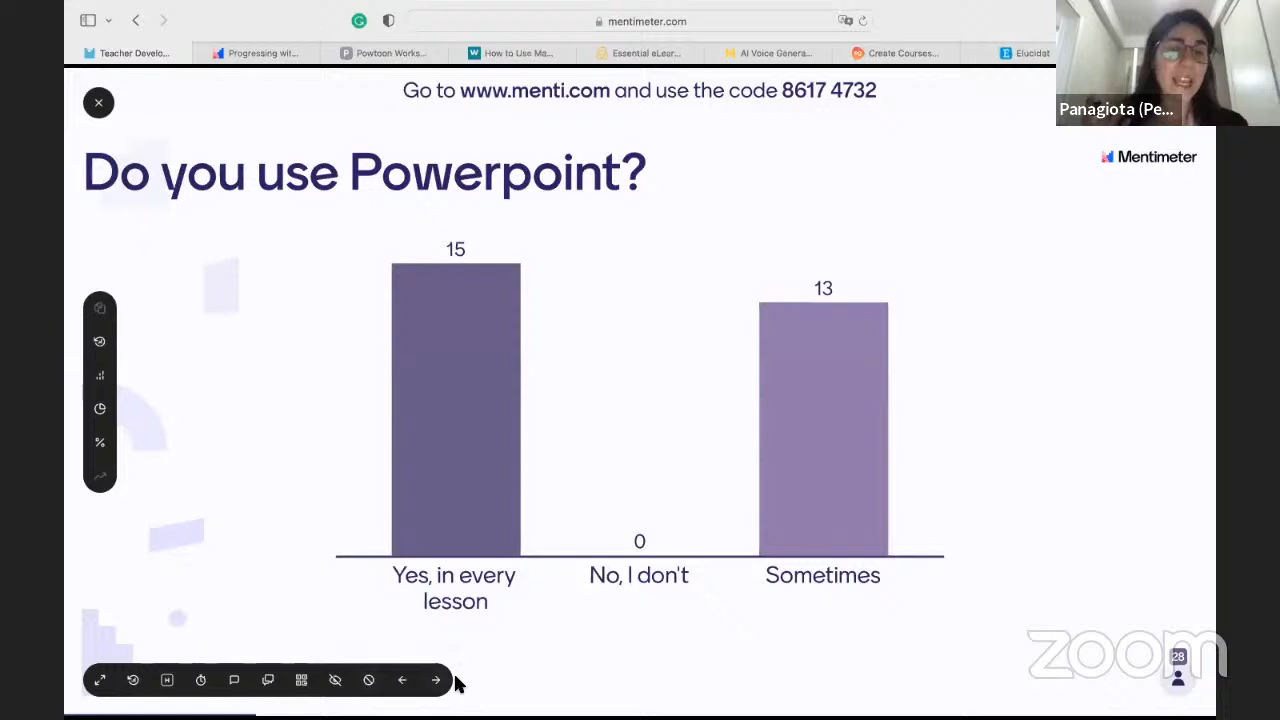 mentimeter.com
Teacher Develo...
Progressing wit...
Powtoon Works...
How to Use Ma...
Essential eLear...
AI Voice Genera...
Create Courses...
Elucidat
Panagiota (Pe...
Go to www.menti.com and use the code 8617 4732
Do you use Powerpoint?
Mentimeter
15
13
0
Yes, in every
lesson
No, I don't
Sometimes
zoom
28